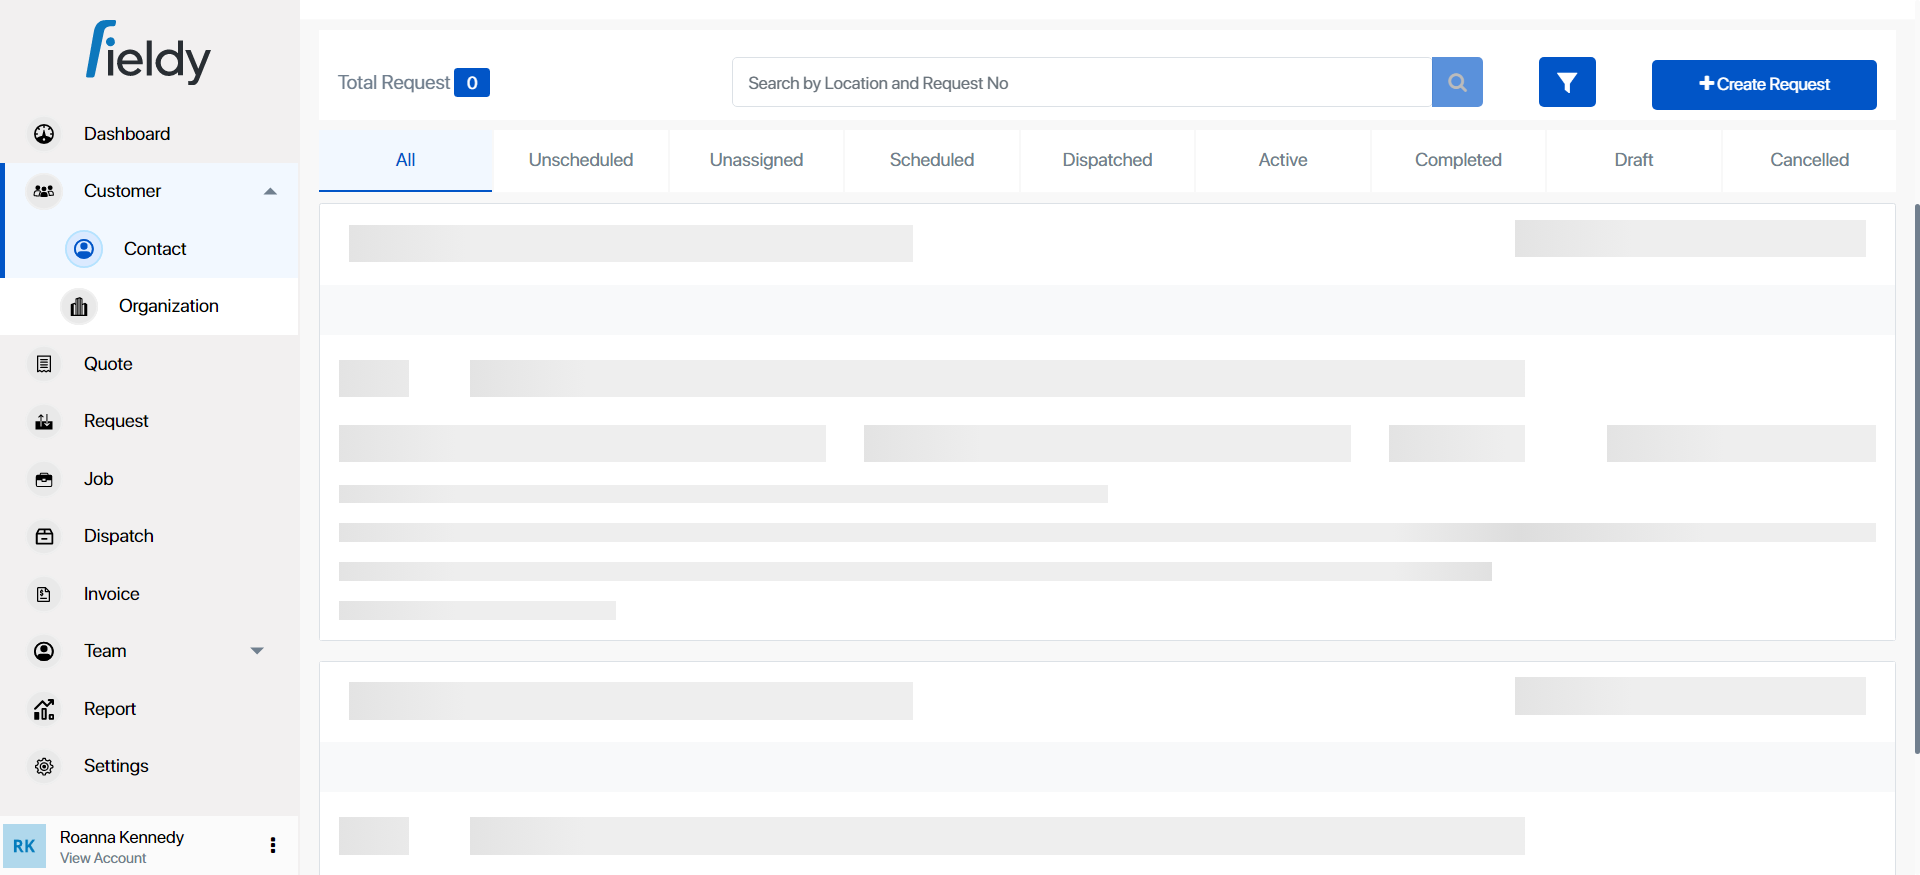 fieldy
Dashboard
Customer
Contact
Organization
Quote
Request
Job
Dispatch
Invoice
Team
Report
Settings
RK
Roanna Kennedy
View Account
Total Request 0
Search by Location and Request No
Create Request
All
Unscheduled
Unassigned
Scheduled
Dispatched
Active
Completed
Draft
Cancelled